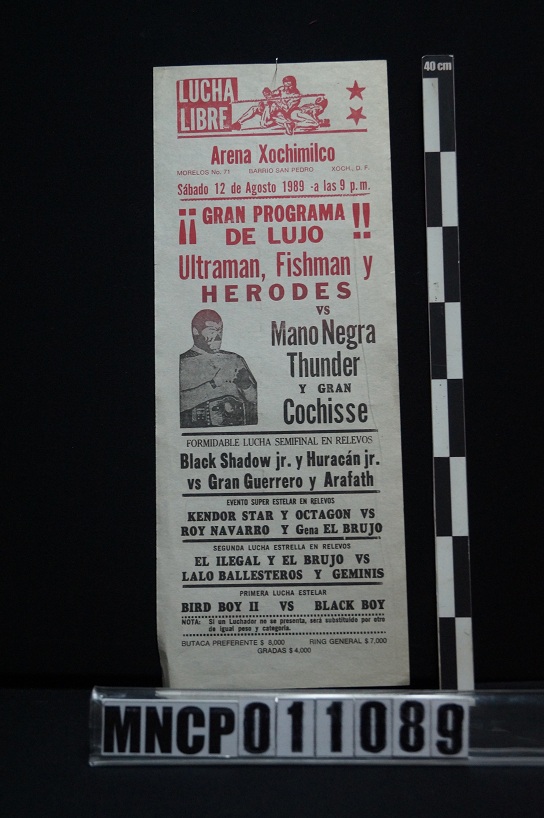 40 cm
LUCHA
LIBRE
Arena Xochimilco
MORELOS No. 71 BARRIO SAN PEDRO XOCH., D. F.
Sábado 12 de Agosto 1989 -a las 9 p.m.
¡¡ GRAN PROGRAMA
DE LUJO !!
Ultraman, Fishman y
HERODES
VS
Mano Negra
Thunder
Y GRAN
Cochisse
FORMIDABLE LUCHA SEMIFINAL EN RELEVOS
Black Shadow jr. y Huracán jr.
vs Gran Guerrero y Arafath
EVENTO SUPER ESTELAR EN RELEVOS
KENDOR STAR Y OCTAGON VS
ROY NAVARRO Y Gena EL BRUJO
SEGUNDA LUCHA ESTRELLA EN RELEVOS
EL ILEGAL Y EL BRUJO VS
LALO BALLESTEROS Y GEMINIS
PRIMERA LUCHA ESTELAR
BIRD BOY II VS BLACK BOY
NOTA: Si un Luchador no se presenta, será substituido por otro
de igual peso y categoría.
BUTACA PREFERENTE $ 8,000 RING GENERAL $ 7,000
GRADAS $ 4,000
MNCP011089